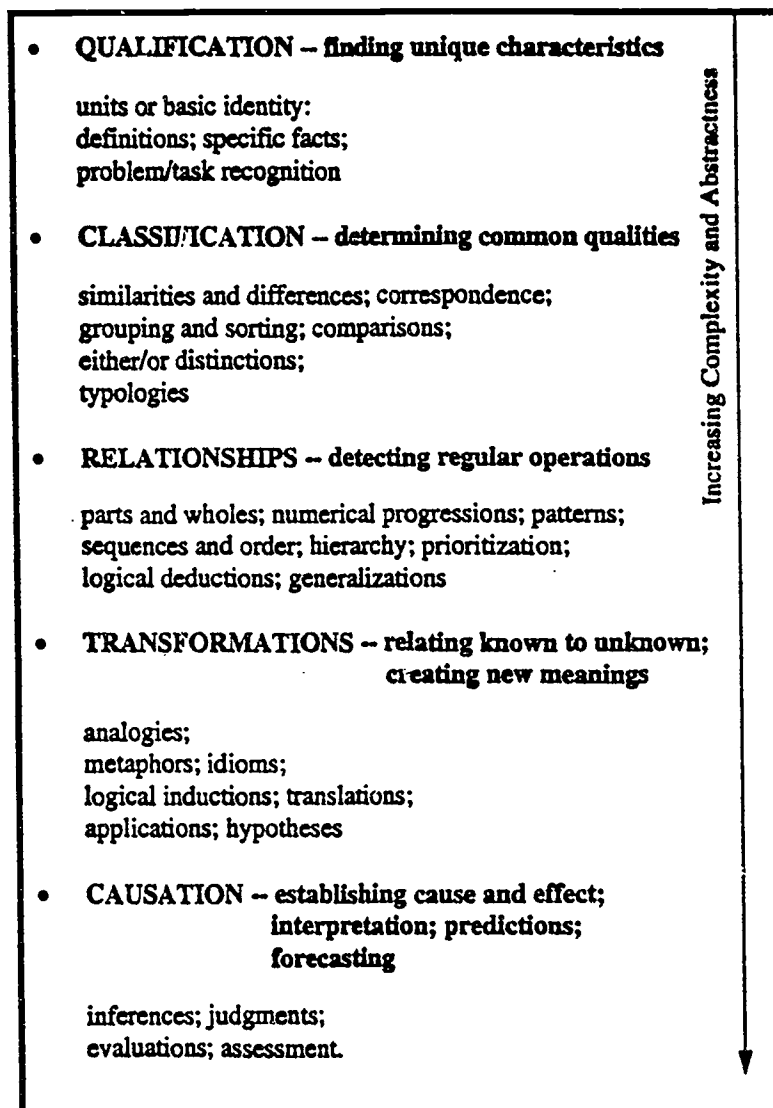 • QUALIFICATION – finding unique characteristics
units or basic identity:
definitions; specific facts;
problem/task recognition
• CLASSIFICATION – determining common qualities
similarities and differences; correspondence;
grouping and sorting; comparisons;
either/or distinctions;
typologies
• RELATIONSHIPS – detecting regular operations
parts and wholes; numerical progressions; patterns;
sequences and order; hierarchy; prioritization;
logical deductions; generalizations
• TRANSFORMATIONS – relating known to unknown;
creating new meanings
analogies;
metaphors; idioms;
logical inductions; translations;
applications; hypotheses
• CAUSATION – establishing cause and effect;
interpretation; predictions;
forecasting
inferences; judgments;
evaluations; assessment.
Increasing Complexity and Abstractness